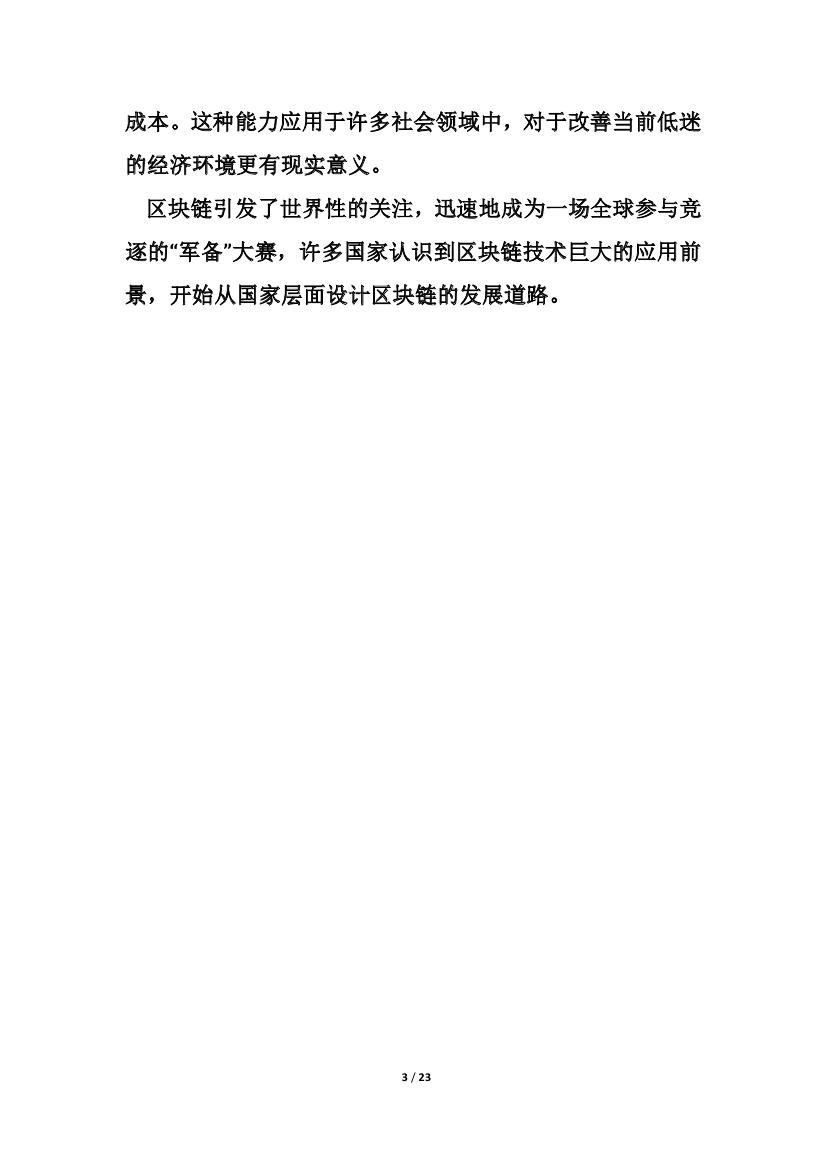 成本。这种能力应用于许多社会领域中，对于改善当前低迷
的经济环境更有现实意义。
区块链引发了世界性的关注，迅速地成为一场全球参与竞
逐的“军备”大赛，许多国家认识到区块链技术巨大的应用前
景，开始从国家层面设计区块链的发展道路。
3 / 23